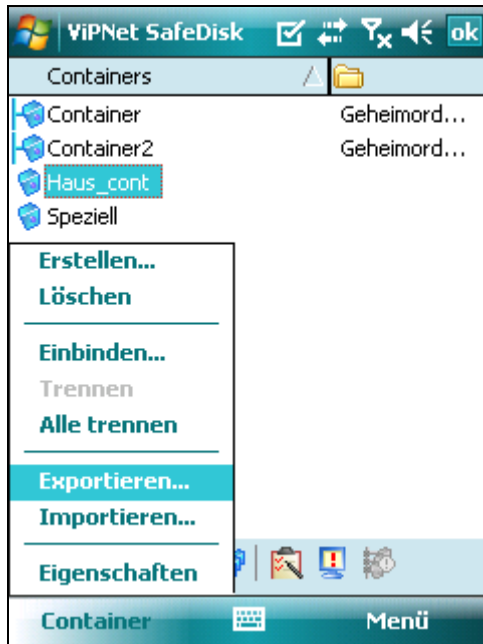 ViPNet SafeDisk ok
Containers
Container Geheimord...
Container2 Geheimord...
Haus_cont
Speziell
Erstellen...
Löschen
Einbinden...
Trennen
Alle trennen
Exportieren...
Importieren...
Eigenschaften
Container Menü